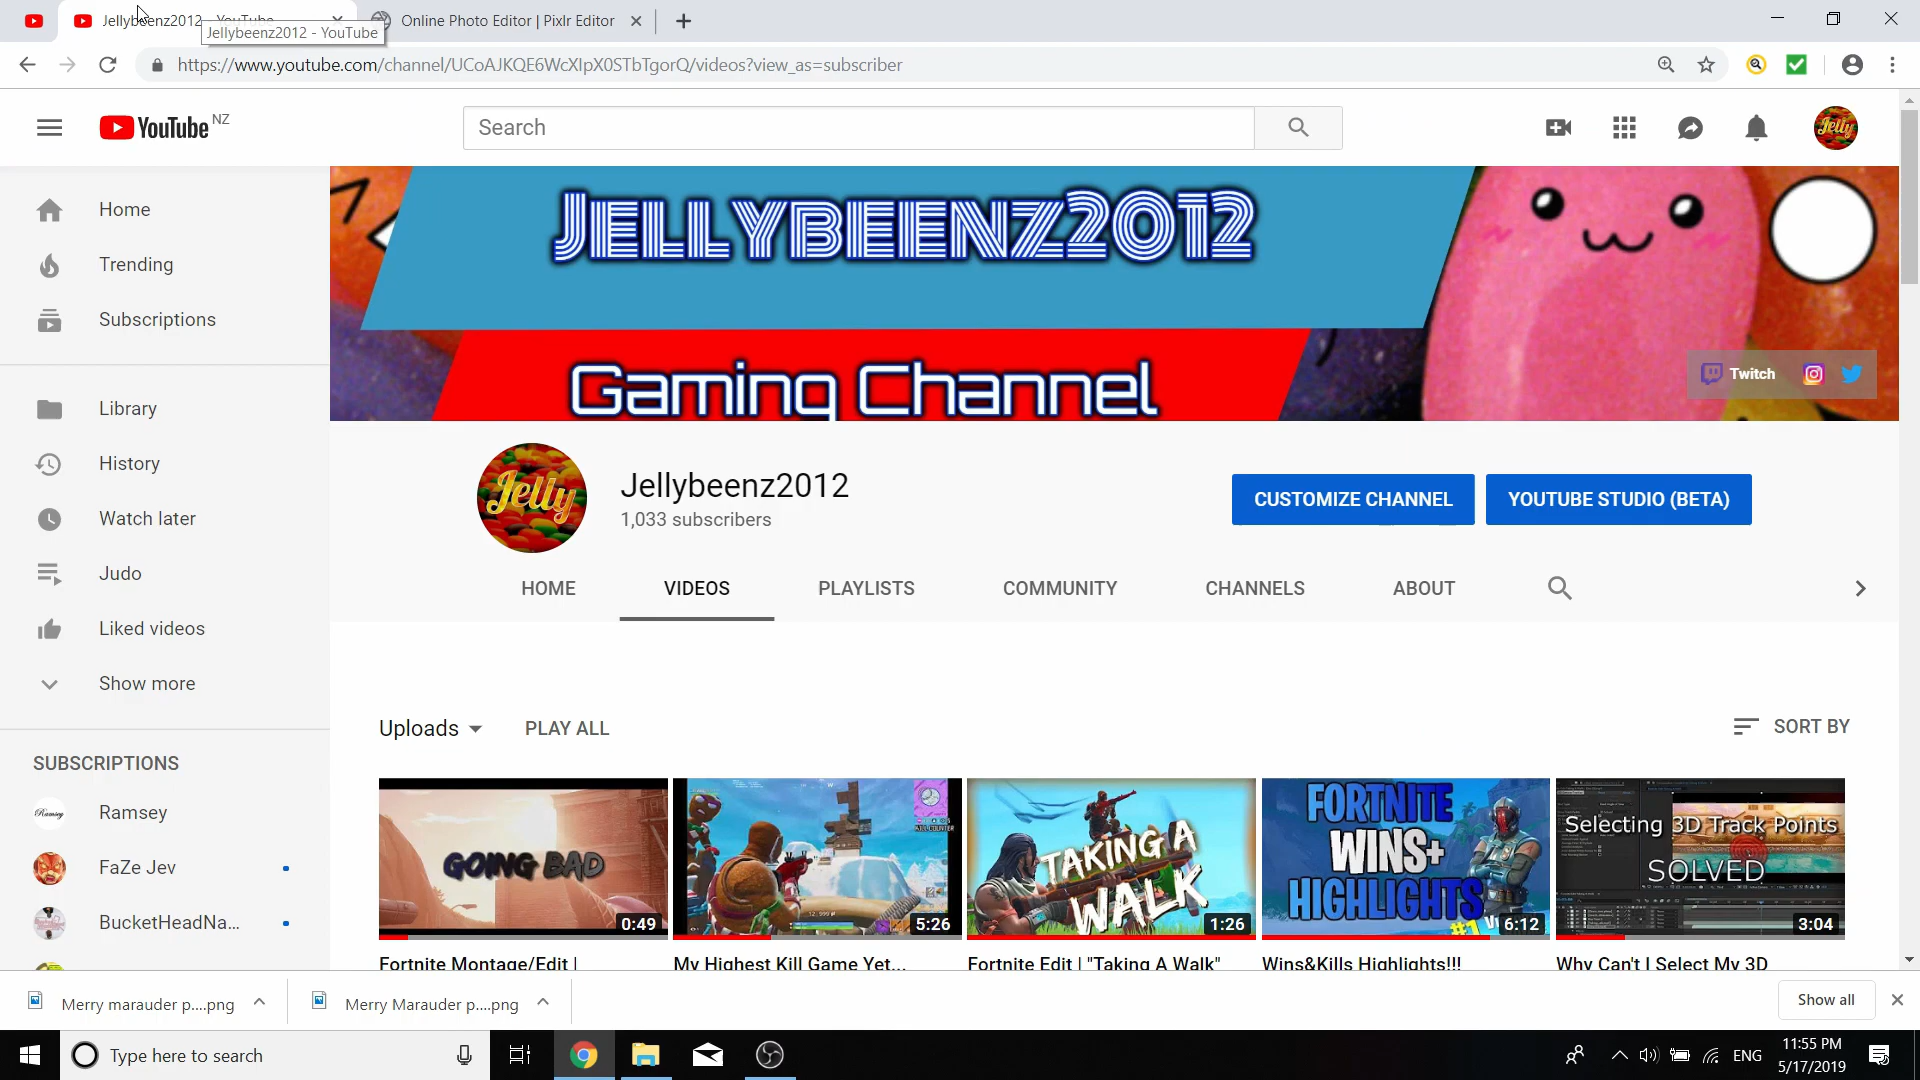 Jellybeenz2012 - YouTube
Online Photo Editor | Pixlr Editor
Jellybeenz2012 - YouTube
https://www.youtube.com/channel/UCoAJKQE6WcXIpX0STbTgorQ/videos?view_as=subscriber
YouTube NZ
Search
Jelly
Home
Trending
Subscriptions
Library
History
Watch later
Judo
Liked videos
Show more
SUBSCRIPTIONS
Ramsey
FaZe Jev
BucketHeadNa...
JELLYBEENZ2012
Gaming Channel
Twitch
Jelly
Jellybeenz2012
1,033 subscribers
CUSTOMIZE CHANNEL
YOUTUBE STUDIO (BETA)
HOME
VIDEOS
PLAYLISTS
COMMUNITY
CHANNELS
ABOUT
Uploads
PLAY ALL
SORT BY
GOING BAD
0:49
KILL COUNTER
5:26
TAKING A
WALK
1:26
FORTNITE
WINS+
HIGHLIGHTS
#1
6:12
Selecting 3D Track Points
SOLVED
3:04
Fortnite Montage/Edit |
My Highest Kill Game Yet...
Fortnite Edit | "Taking A Walk"
Wins&Kills Highlights!!!
Why Can't I Select My 3D
Merry marauder p....png
Merry Marauder p....png
Show all
Type here to search
ENG
11:55 PM
5/17/2019